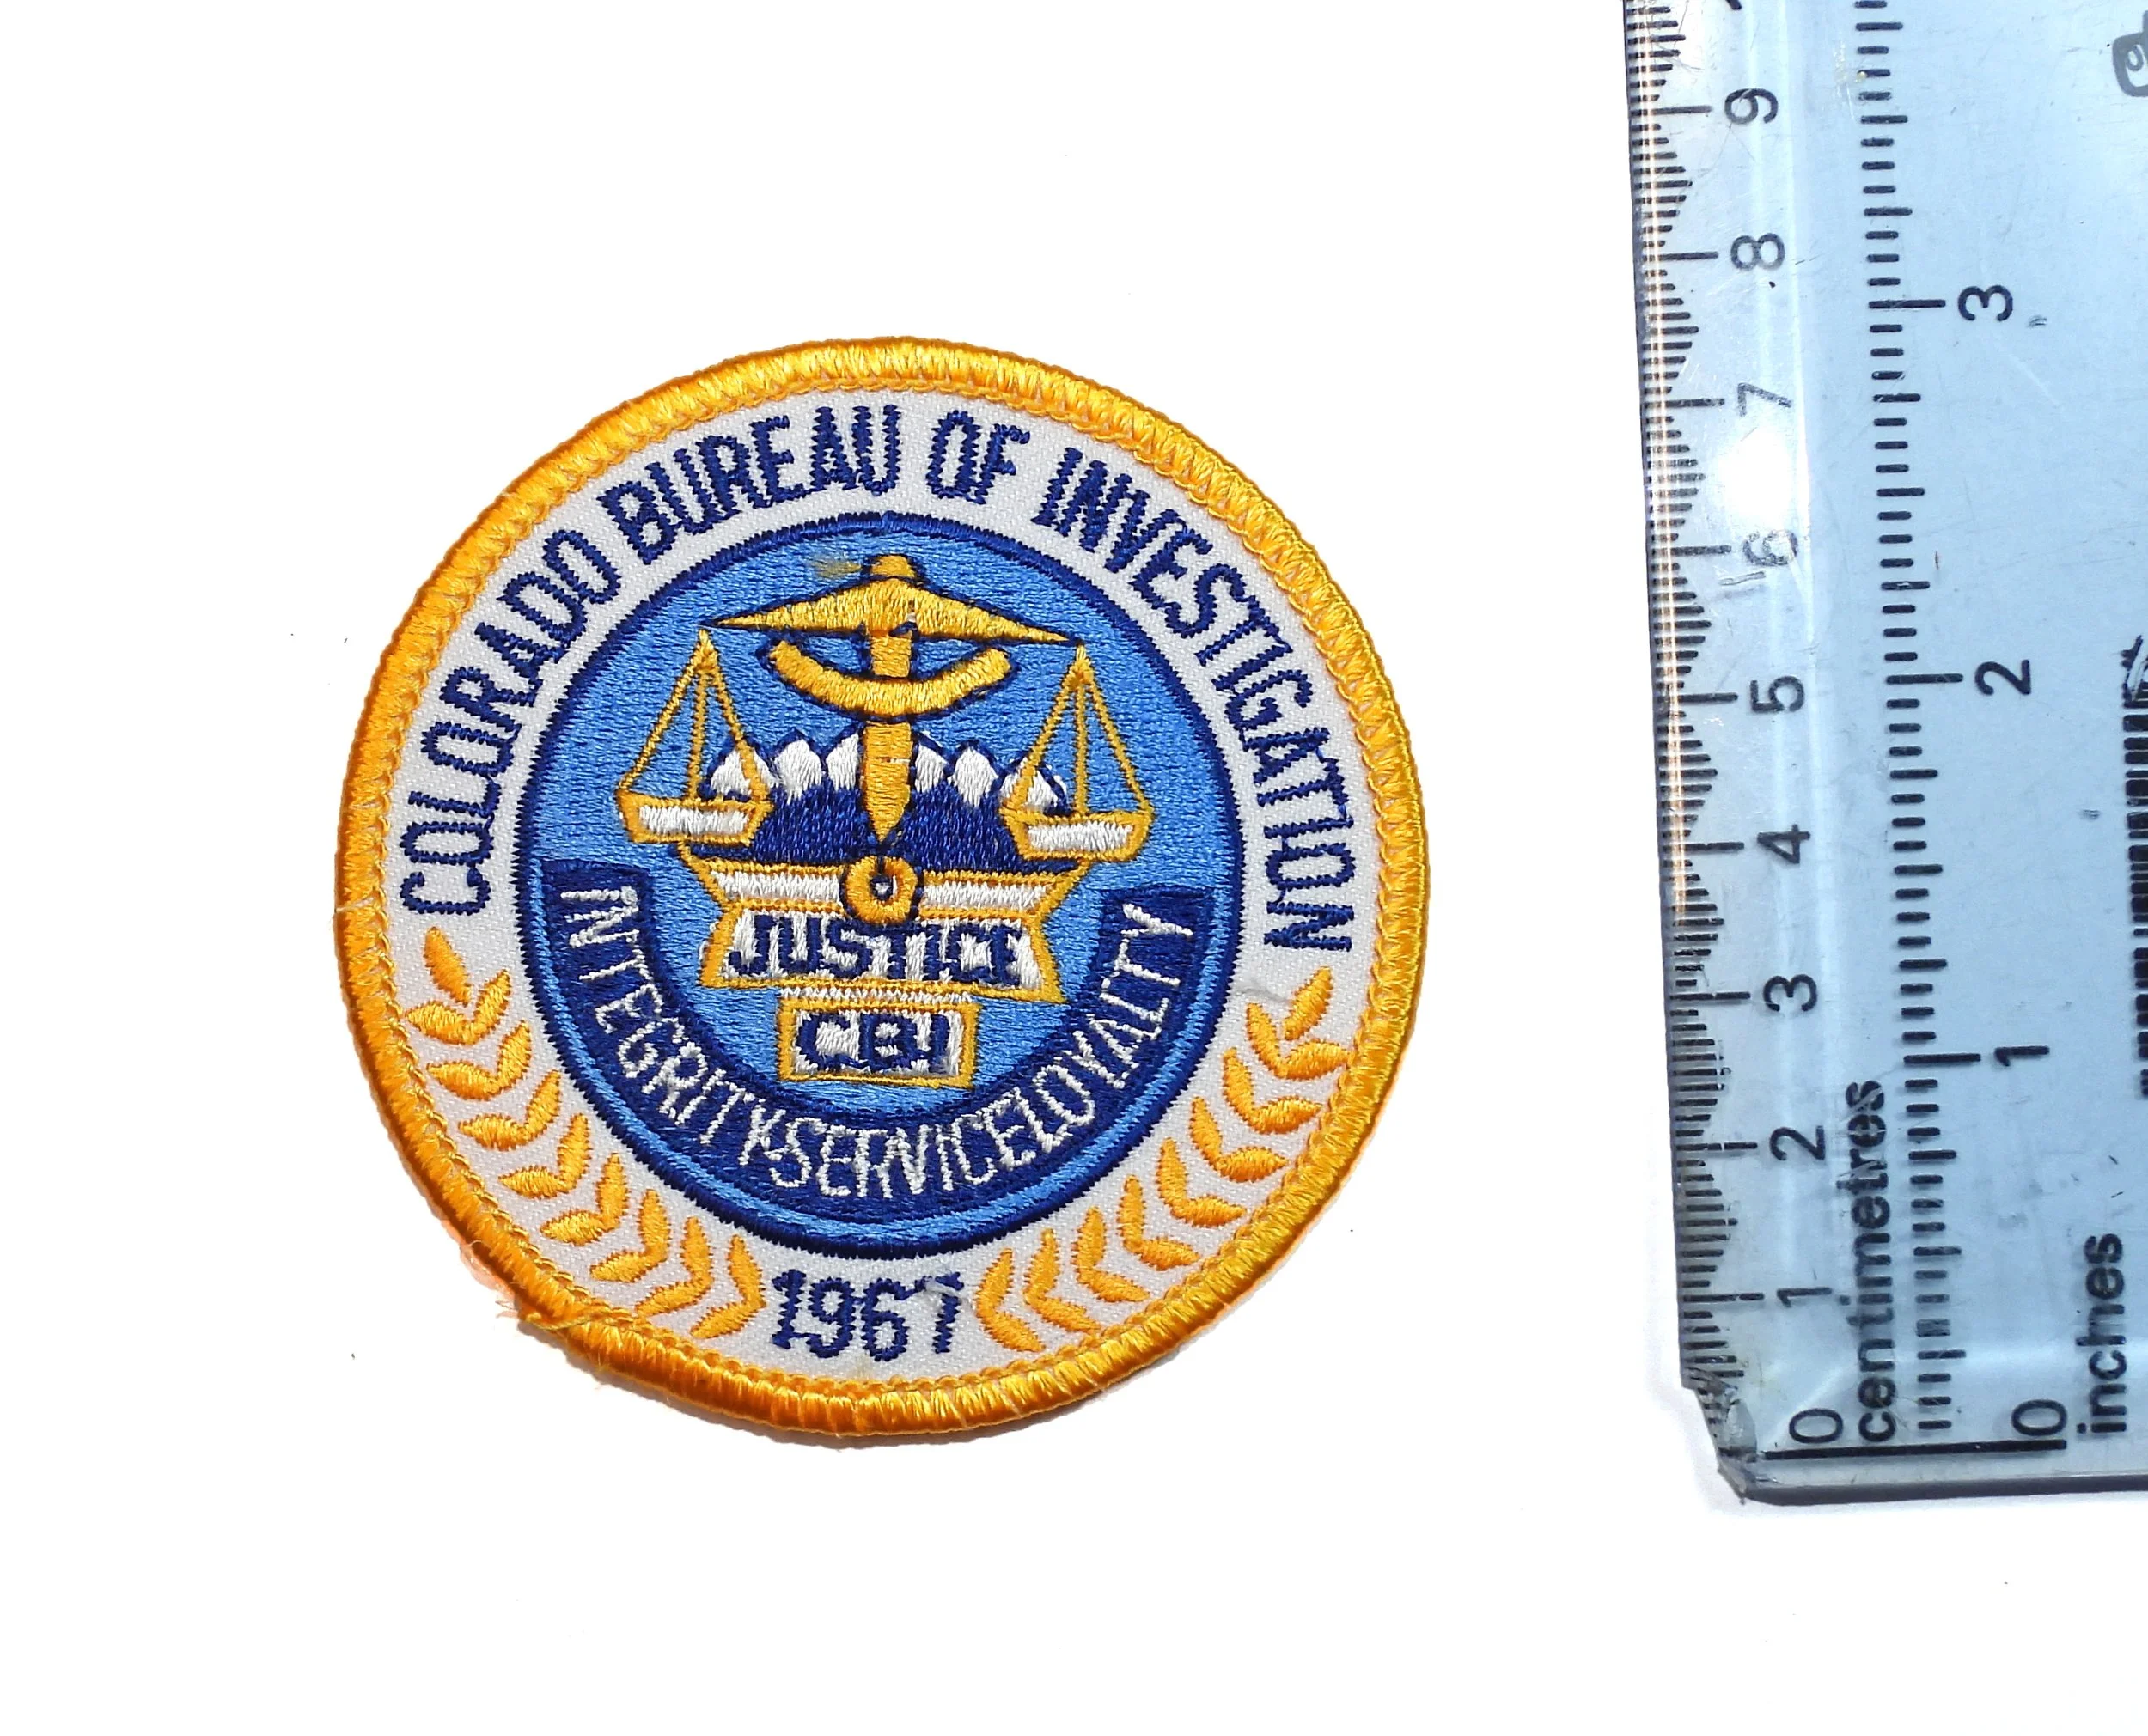 COLORADO BUREAU OF INVESTIGATION
JUSTICE
CBI
INTEGRITY-SERVICE LOYALTY
1967
9
8
7
6
5
4
3
2
1
0
centimetres
3
2
1
0
inches